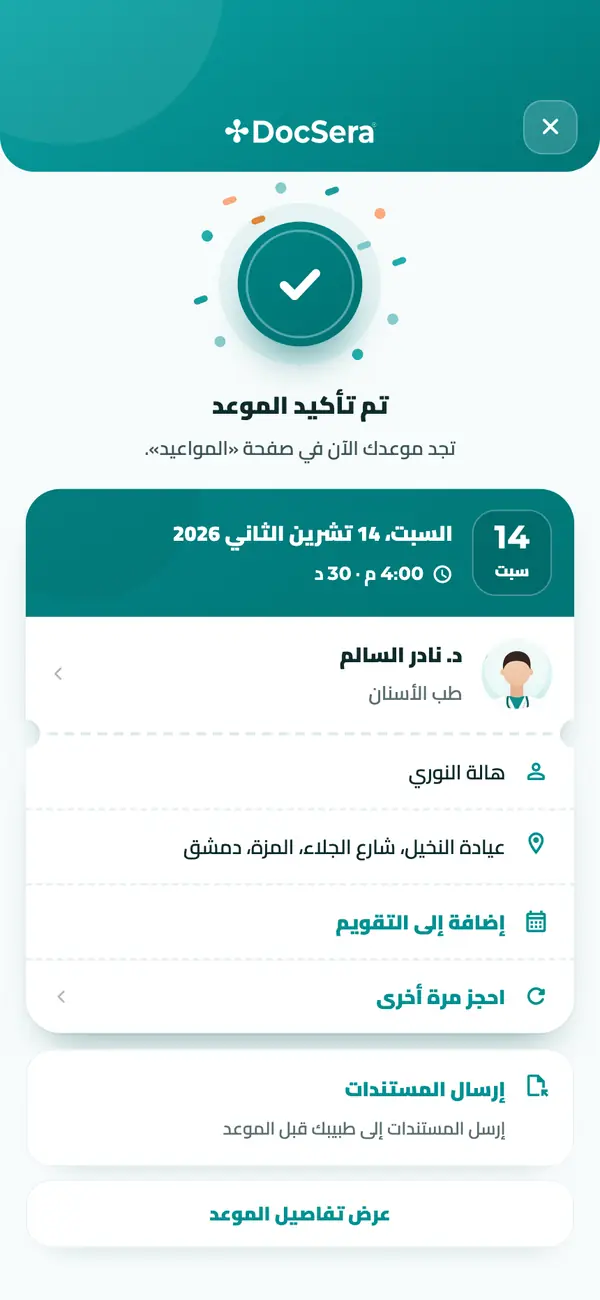 DocSera
تم تأكيد الموعد
تجد موعدك الآن في صفحة «المواعيد».
14
سبت
السبت، 14 تشرين الثاني 2026
4:00 م · 30 د
د. نادر السالم
طب الأسنان
هالة النوري
عيادة النخيل، شارع الجلاء، المزة، دمشق
إضافة إلى التقويم
احجز مرة أخرى
إرسال المستندات
إرسل المستندات إلى طبيبك قبل الموعد
عرض تفاصيل الموعد